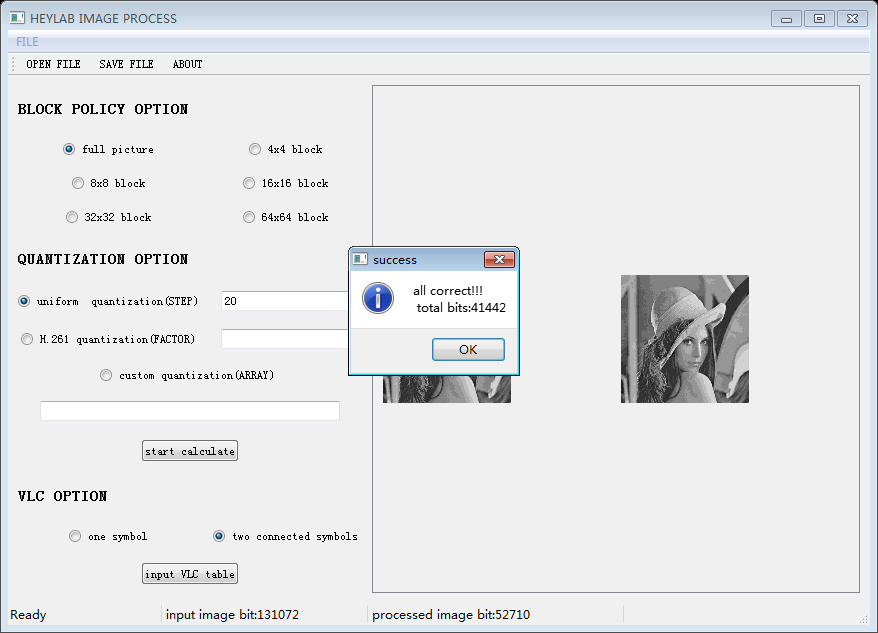 HEYLAB IMAGE PROCESS
FILE
OPEN FILE SAVE FILE ABOUT
BLOCK POLICY OPTION
full picture 4x4 block
8x8 block 16x16 block
32x32 block 64x64 block
QUANTIZATION OPTION
uniform quantization(STEP) 20
H.261 quantization(FACTOR)
custom quantization(ARRAY)
start calculate
VLC OPTION
one symbol two connected symbols
input VLC table
success
all correct!!!
total bits:41442
OK
Ready input image bit:131072 processed image bit:52710